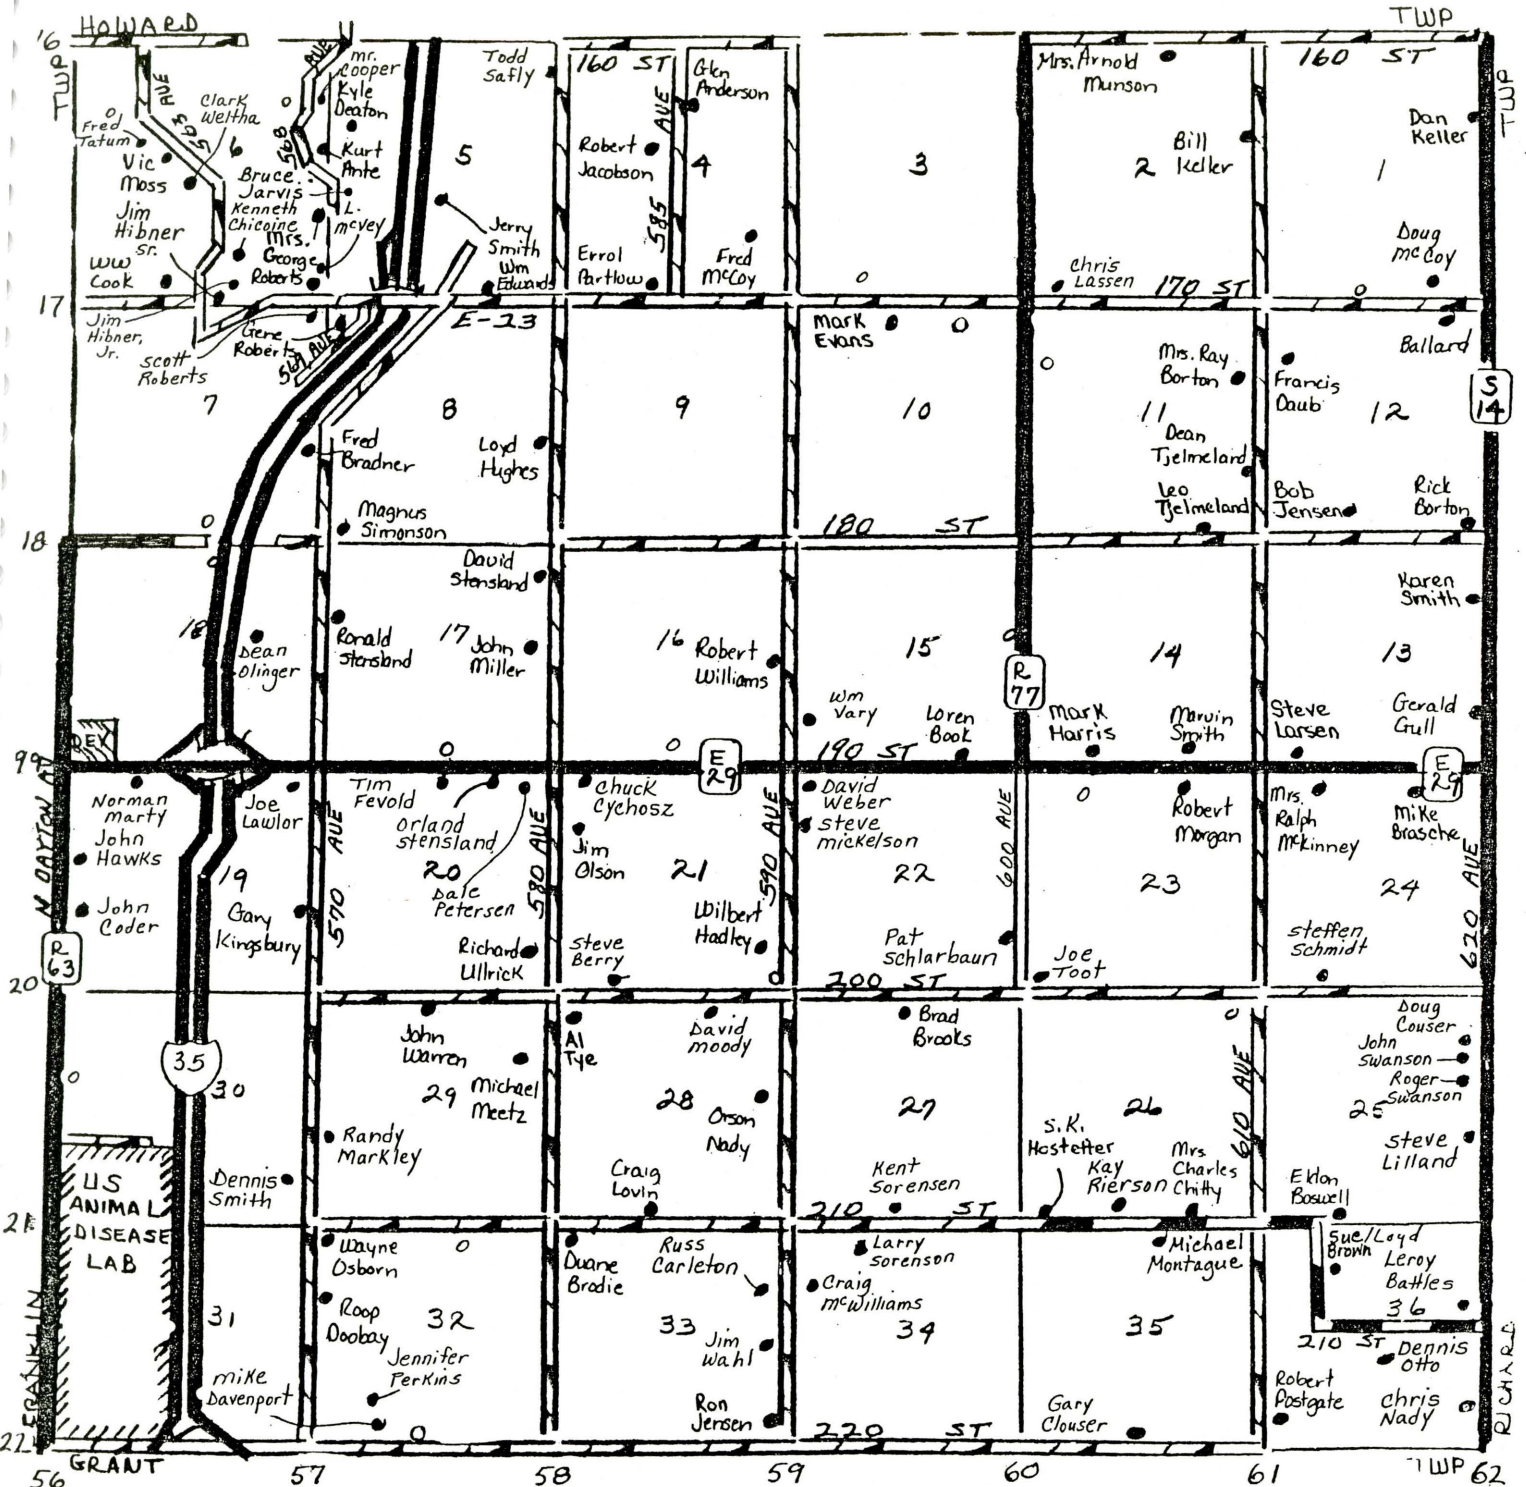 HOWARD
TWP
16
TWP
563 AVE
568 AVE
mr.
Cooper
Kyle
Deaton
Kurt
Ante
Clark
Weltha
Fred
Tatum
Vic
Moss
6
Bruce
Jarvis
Kenneth
Chicoine
L.
McVey
Mrs.
George
Roberts
Jim
Hibner
Sr.
WW
Cook
5
Todd
Safly
Jerry
Smith
Wm
Edwards
160 ST
585 AVE
Glen
Anderson
Robert
Jacobson
4
Errol
Partlow
Fred
McCoy
3
Mrs. Arnold
Munson
Bill
Keller
2
Chris
Lassen
170 ST
160 ST
TWP
Dan
Keller
1
Doug
McCoy
17
Jim
Hibner,
Jr.
Scott
Roberts
Gene
Roberts
569 AVE
E-23
7
8
Fred
Bradner
Loyd
Hughes
Magnus
Simonson
9
Mark
Evans
10
Mrs. Ray
Borton
11
Dean
Tjelmeland
Leo
Tjelmeland
Ballard
S
14
Francis
Daub
12
Bob
Jensen
Rick
Borton
18
180 ST
18
Dean
Olinger
Ronald
Stensland
David
Stensland
17
John
Miller
16
Robert
Williams
15
Wm
Vary
Loren
Book
R
77
14
Mark
Harris
Marvin
Smith
Karen
Smith
13
Steve
Larsen
Gerald
Gull
DEV
19
190 ST
E
29
E
29
N DAYTON AV
Norman
Marty
John
Hawks
John
Coder
Joe
Lawlor
19
Gary
Kingsbury
570 AVE
Tim
Fevold
Orland
Stensland
20
Dale
Petersen
Richard
Ullrick
580 AVE
Chuck
Cychosz
Jim
Olson
21
Wilbert
Hadley
Steve
Berry
590 AVE
David
Weber
Steve
Mickelson
22
Pat
Schlarbaum
600 AVE
Robert
Morgan
23
Joe
Toot
Mrs.
Ralph
McKinney
Mike
Brasche
24
Steffen
Schmidt
620 AVE
R
63
20
200 ST
35
30
Dennis
Smith
John
Warren
29
Michael
Meetz
Randy
Markley
Al
Tye
David
Moody
28
Orson
Nady
Craig
Lovin
Brad
Brooks
27
Kent
Sorensen
S.K.
Hostetter
26
Kay
Rierson
Mrs
Charles
Chitty
610 AVE
Doug
Couser
John
Swanson
Roger
Swanson
25
Steve
Lilland
Eldon
Boswell
US
ANIMAL
DISEASE
LAB
21
210 ST
31
Mike
Davenport
Wayne
Osborn
Roop
Doobay
32
Jennifer
Perkins
Duane
Brodie
Russ
Carleton
33
Jim
Wahl
Ron
Jensen
Larry
Sorenson
Craig
McWilliams
34
Michael
Montague
35
Gary
Clouser
Sue/Loyd
Brown
Leroy
Battles
36
210 ST
Dennis
Otto
Robert
Postgate
Chris
Nady
FRANKLIN
RICHARD
22
220 ST
GRANT
TWP
56
57
58
59
60
61
62